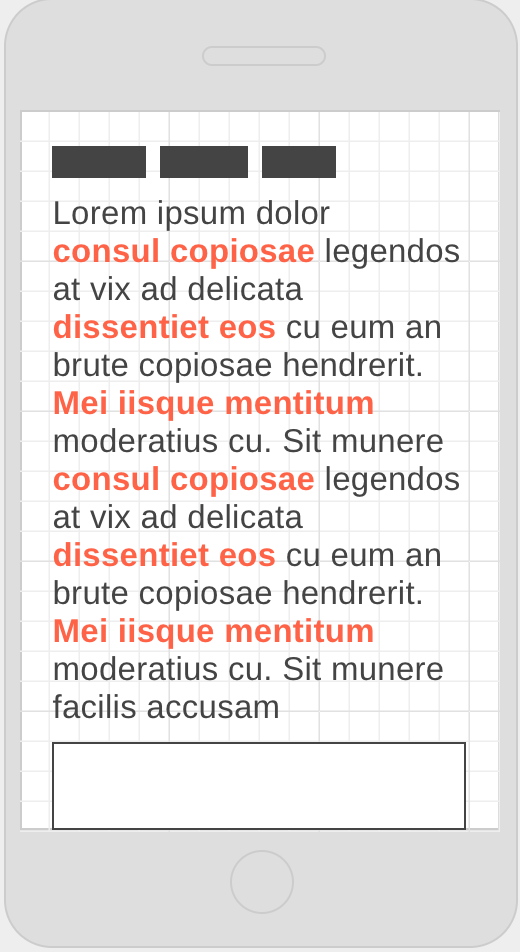 Lorem ipsum dolor
consul copiosae legendos
at vix ad delicata
dissentiet eos cu eum an
brute copiosae hendrerit.
Mei iisque mentitum
moderatius cu. Sit munere
consul copiosae legendos
at vix ad delicata
dissentiet eos cu eum an
brute copiosae hendrerit.
Mei iisque mentitum
moderatius cu. Sit munere
facilis accusam